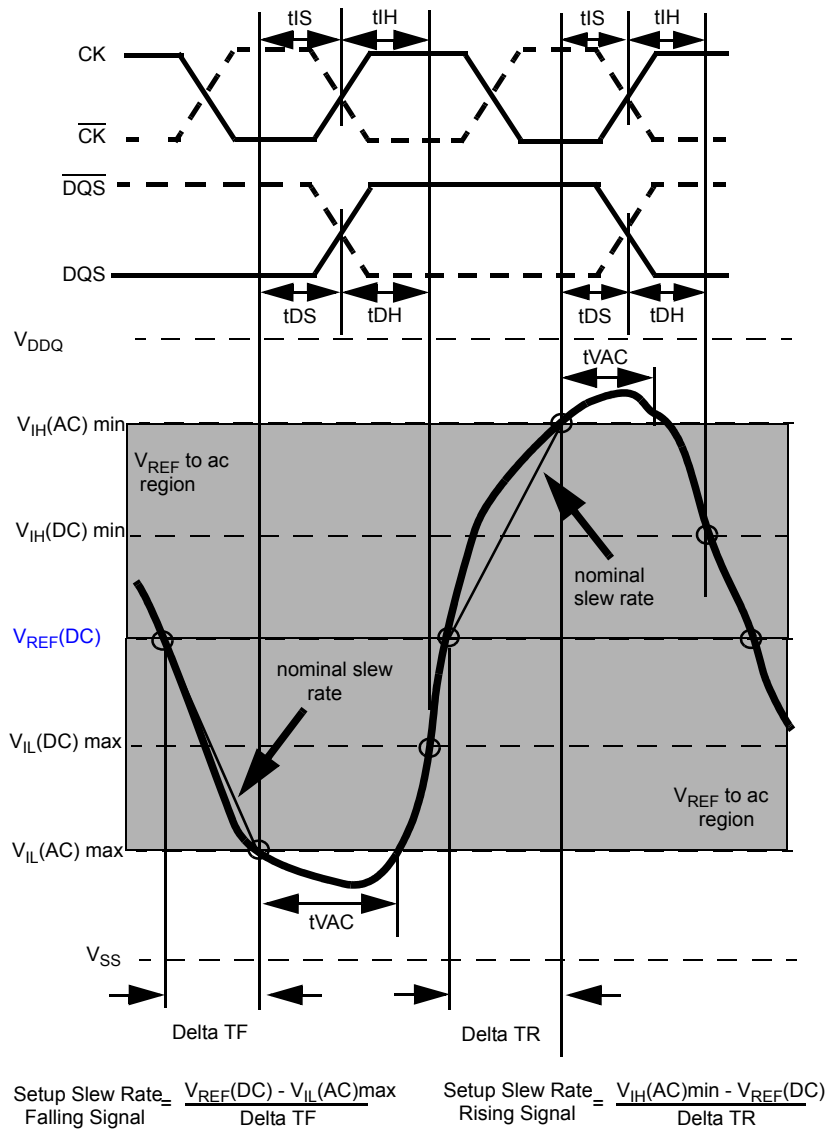 tIS tIH tIS tIH
CK
C̅K̅
D̅Q̅S̅
DQS
tDS tDH tDS tDH
VDDQ
tVAC
VIH(AC) min
VREF to ac
region
VIH(DC) min
nominal
slew rate
VREF(DC)
nominal slew
rate
VIL(DC) max
VREF to ac
region
VIL(AC) max
tVAC
VSS
Delta TF Delta TR
Setup Slew Rate
Falling Signal
= VREF(DC) - VIL(AC)max
Delta TF
Setup Slew Rate
Rising Signal
= VIH(AC)min - VREF(DC)
Delta TR